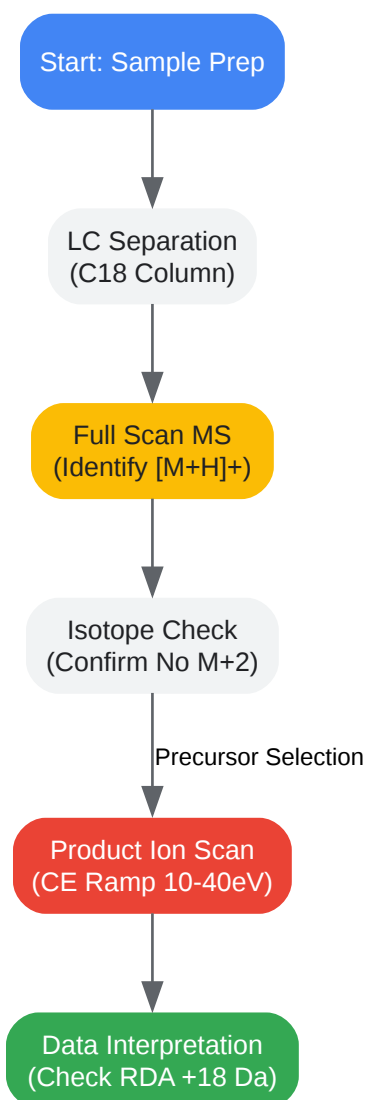 Start: Sample Prep
LC Separation
(C18 Column)
Full Scan MS
(Identify [M+H]+)
Isotope Check
(Confirm No M+2)
Precursor Selection
Product Ion Scan
(CE Ramp 10-40eV)
Data Interpretation
(Check RDA +18 Da)